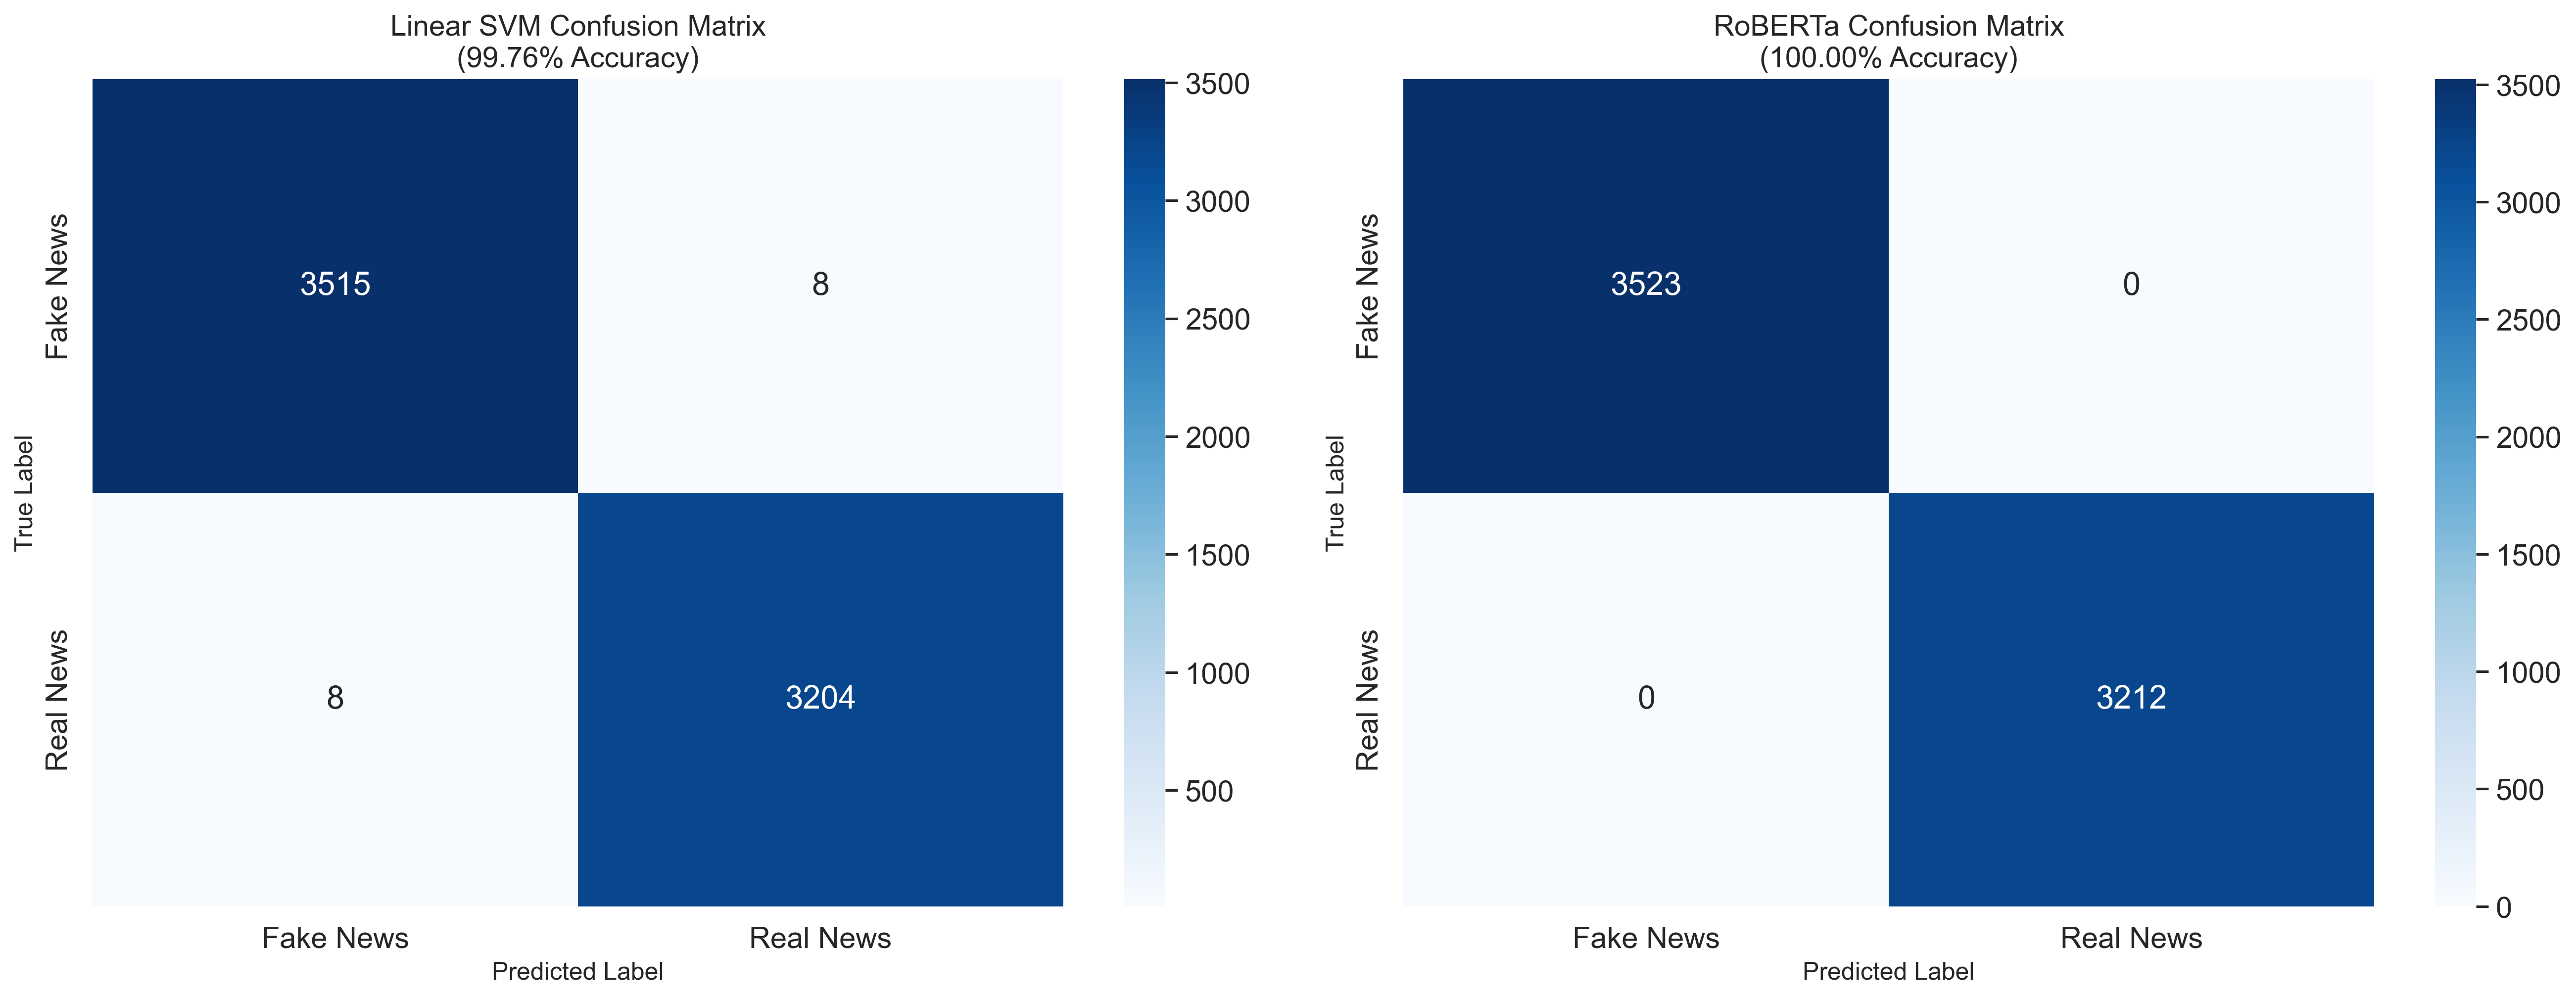 Linear SVM Confusion Matrix
(99.76% Accuracy)
True Label
Fake News
3515
8
Real News
8
3204
Fake News
Real News
Predicted Label
3500
3000
2500
2000
1500
1000
500
RoBERTa Confusion Matrix
(100.00% Accuracy)
True Label
Fake News
3523
0
Real News
0
3212
Fake News
Real News
Predicted Label
3500
3000
2500
2000
1500
1000
500
0